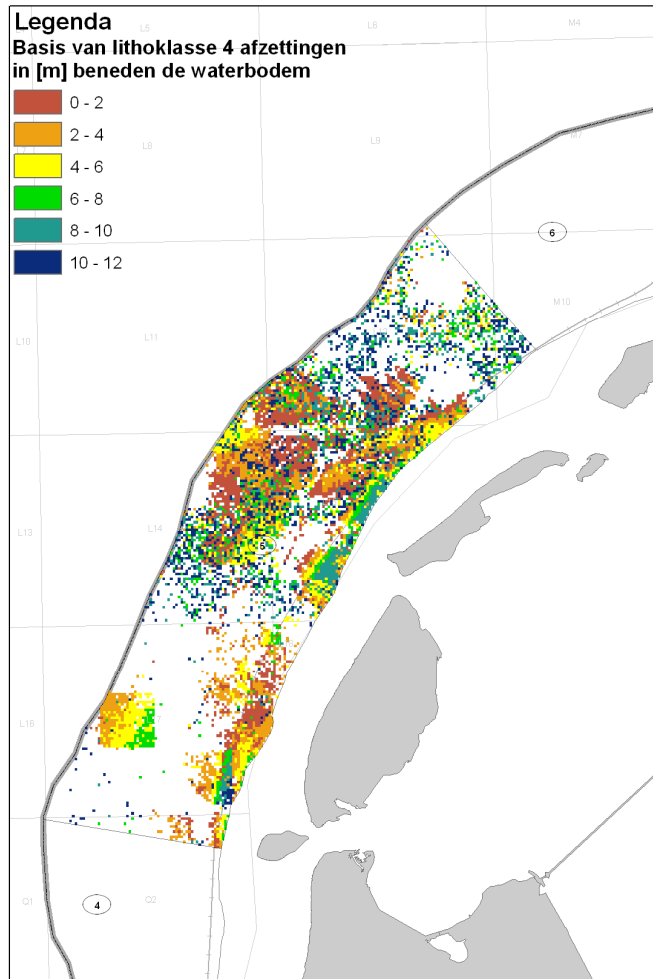 Legenda
Basis van lithoklasse 4 afzettingen
in [m] beneden de waterbodem
0 - 2
2 - 4
4 - 6
6 - 8
8 - 10
10 - 12
L5
L6
M4
L8
L9
M7
6
M10
L10
L11
L13
L14
5
L16
4
Q1
Q2